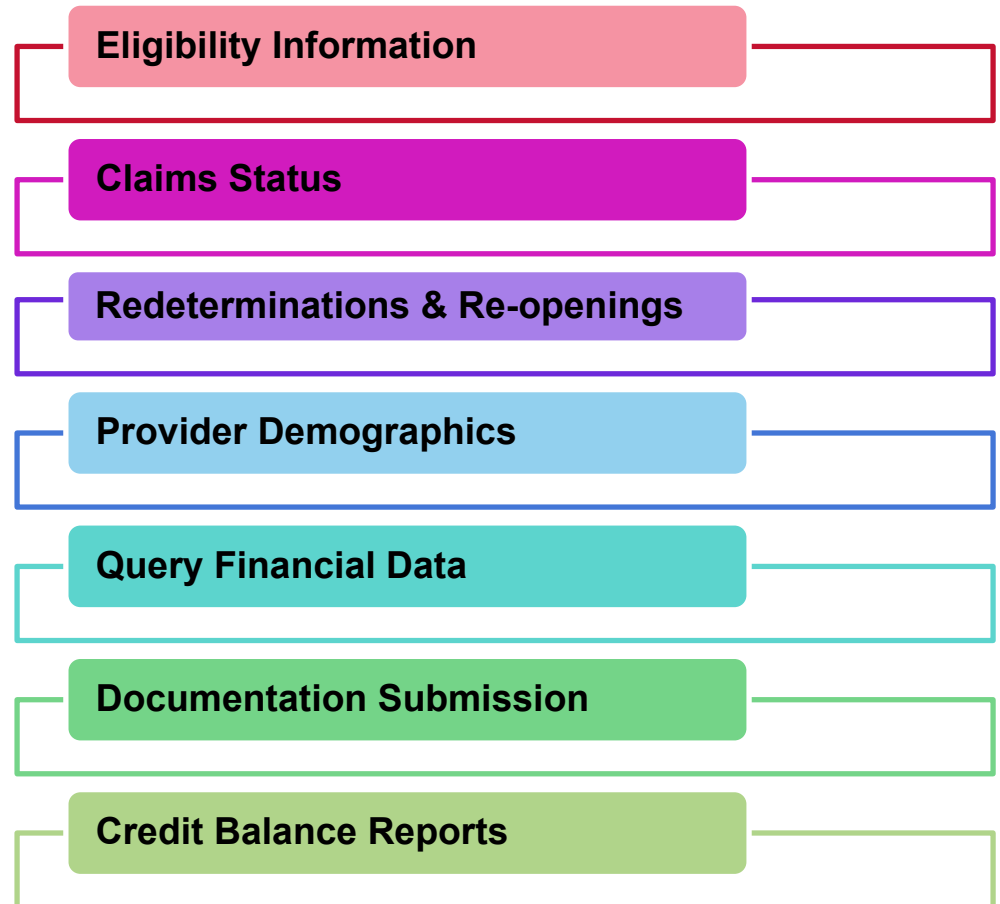 Eligibility Information
Claims Status
Redeterminations & Re-openings
Provider Demographics
Query Financial Data
Documentation Submission
Credit Balance Reports